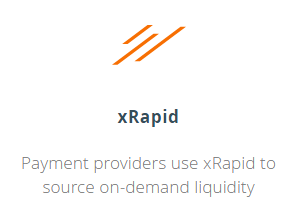 xRapid
Payment providers use xRapid to
source on-demand liquidity